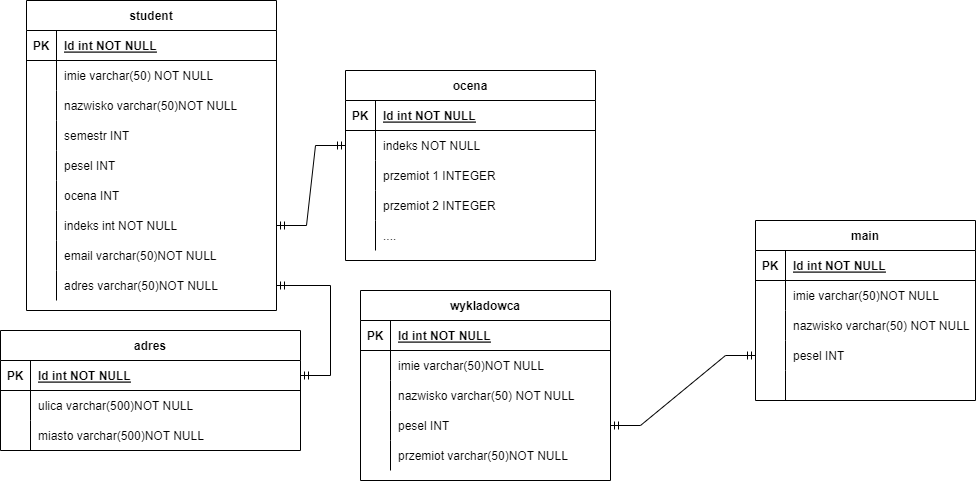 student
PK Id int NOT NULL
imie varchar(50) NOT NULL
nazwisko varchar(50)NOT NULL
semestr INT
pesel INT
ocena INT
indeks int NOT NULL
email varchar(50)NOT NULL
adres varchar(50)NOT NULL
ocena
PK Id int NOT NULL
indeks NOT NULL
przemiot 1 INTEGER
przemiot 2 INTEGER
....
adres
PK Id int NOT NULL
ulica varchar(500)NOT NULL
miasto varchar(500)NOT NULL
wykladowca
PK Id int NOT NULL
imie varchar(50)NOT NULL
nazwisko varchar(50) NOT NULL
pesel INT
przemiot varchar(50)NOT NULL
main
PK Id int NOT NULL
imie varchar(50)NOT NULL
nazwisko varchar(50) NOT NULL
pesel INT